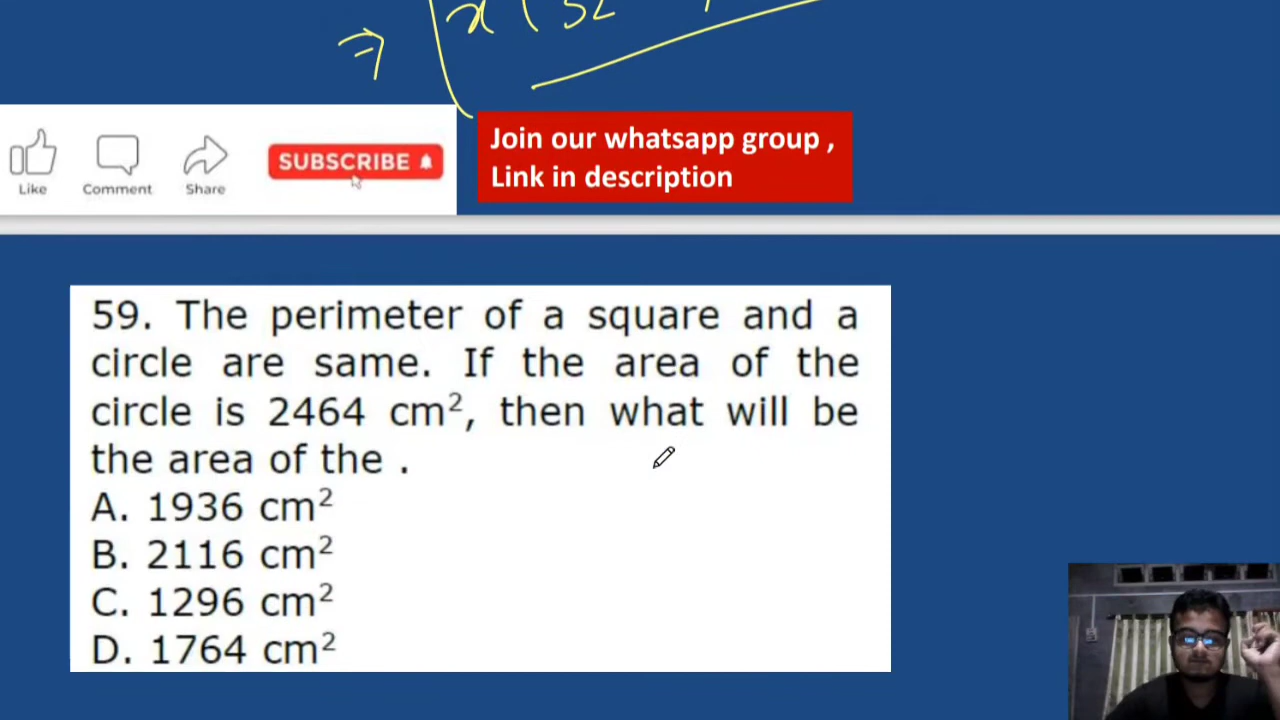 Like
Comment
Share
SUBSCRIBE
Join our whatsapp group ,
Link in description
59. The perimeter of a square and a
circle are same. If the area of the
circle is 2464 cm², then what will be
the area of the .
A. 1936 cm²
B. 2116 cm²
C. 1296 cm²
D. 1764 cm²